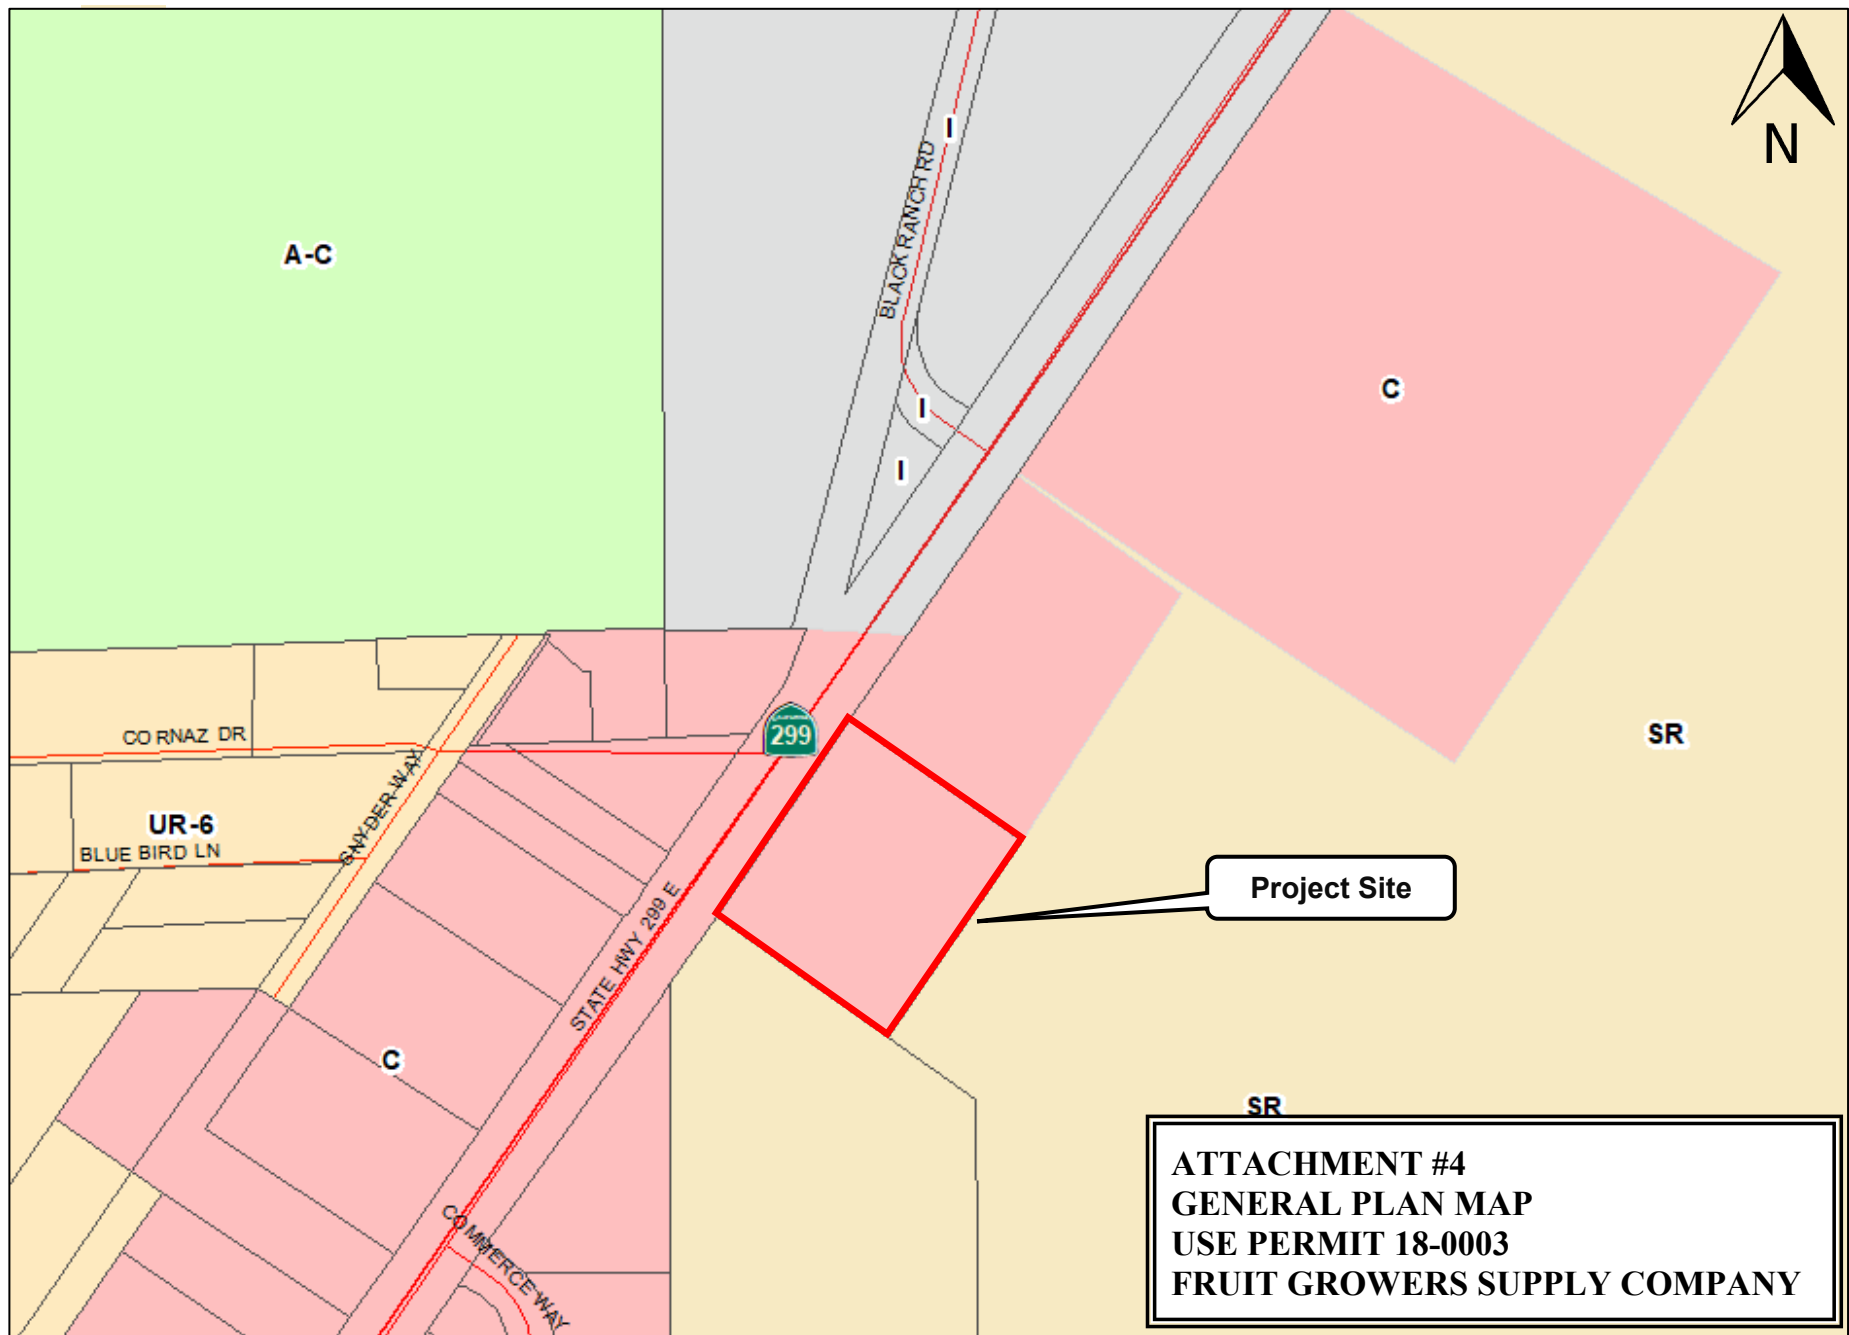 N
I
BLACK RANCH RD
A-C
C
I
I
299
CORNAZ DR
SR
SNYDER WAY
UR-6
BLUE BIRD LN
Project Site
STATE HWY 299 E
C
SR
COMMERCE WAY
ATTACHMENT #4
GENERAL PLAN MAP
USE PERMIT 18-0003
FRUIT GROWERS SUPPLY COMPANY